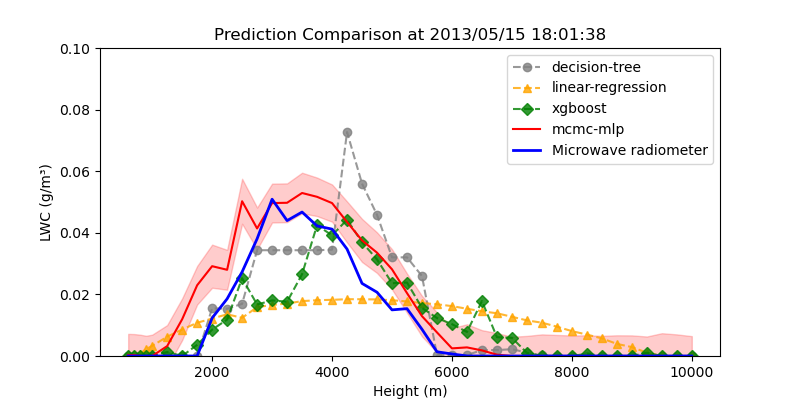 Prediction Comparison at 2013/05/15 18:01:38
0.10
0.08
0.06
0.04
0.02
0.00
LWC (g/m³)
decision-tree
linear-regression
xgboost
mcmc-mlp
Microwave radiometer
2000 4000 6000 8000 10000
Height (m)